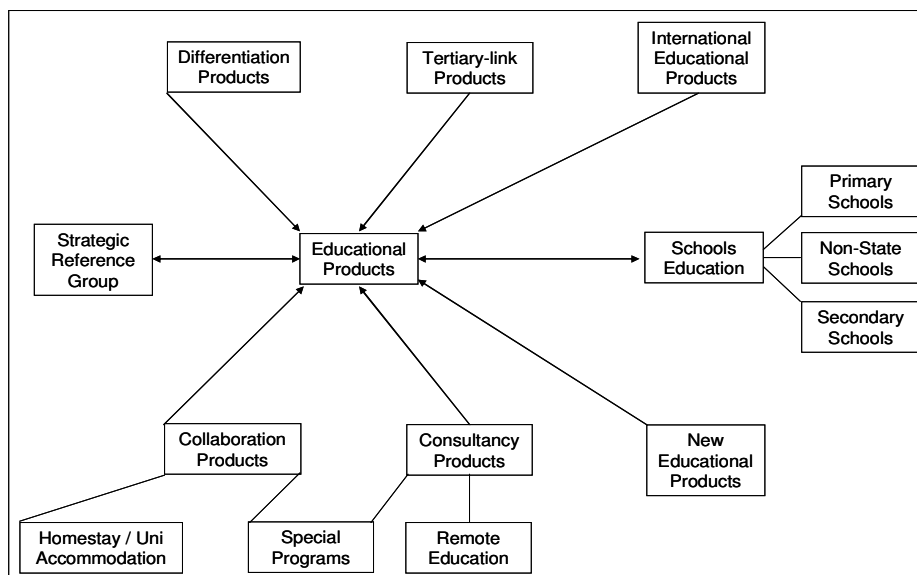 Differentiation
Products
Tertiary-link
Products
International
Educational
Products
Primary
Schools
Strategic
Reference
Group
Educational
Products
Schools
Education
Non-State
Schools
Secondary
Schools
Collaboration
Products
Consultancy
Products
New
Educational
Products
Homestay / Uni
Accommodation
Special
Programs
Remote
Education